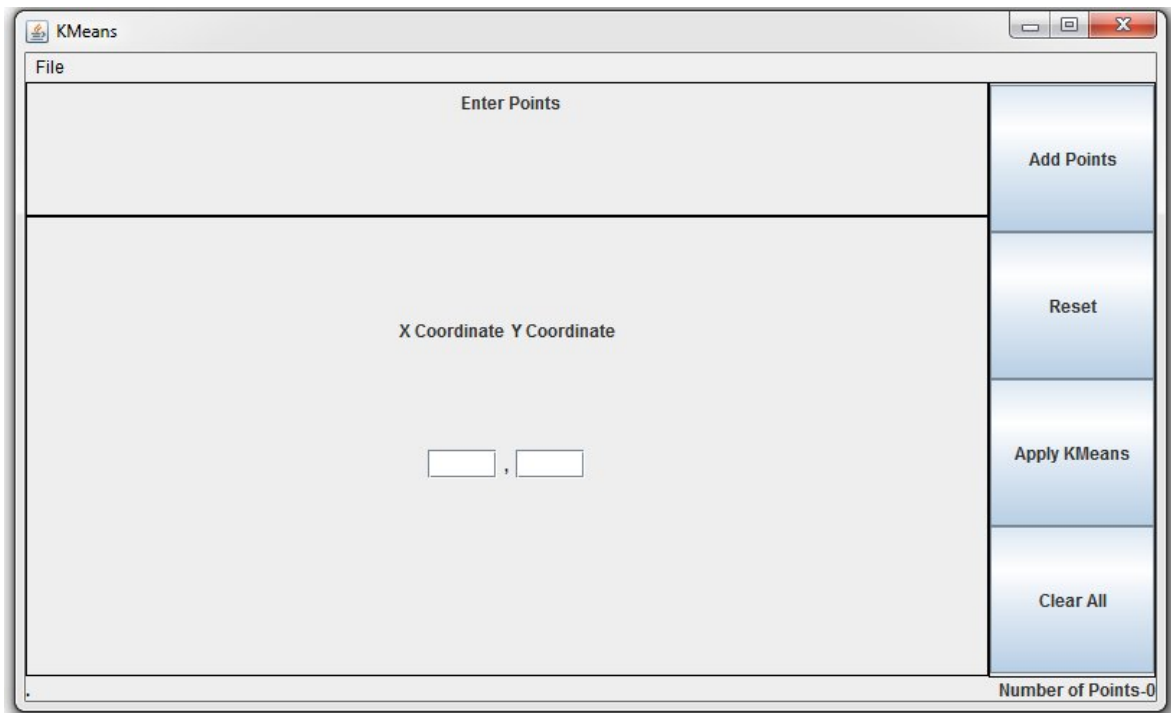 KMeans
File
Enter Points
Add Points
Reset
X Coordinate Y Coordinate
,
Apply KMeans
Clear All
.
Number of Points-0